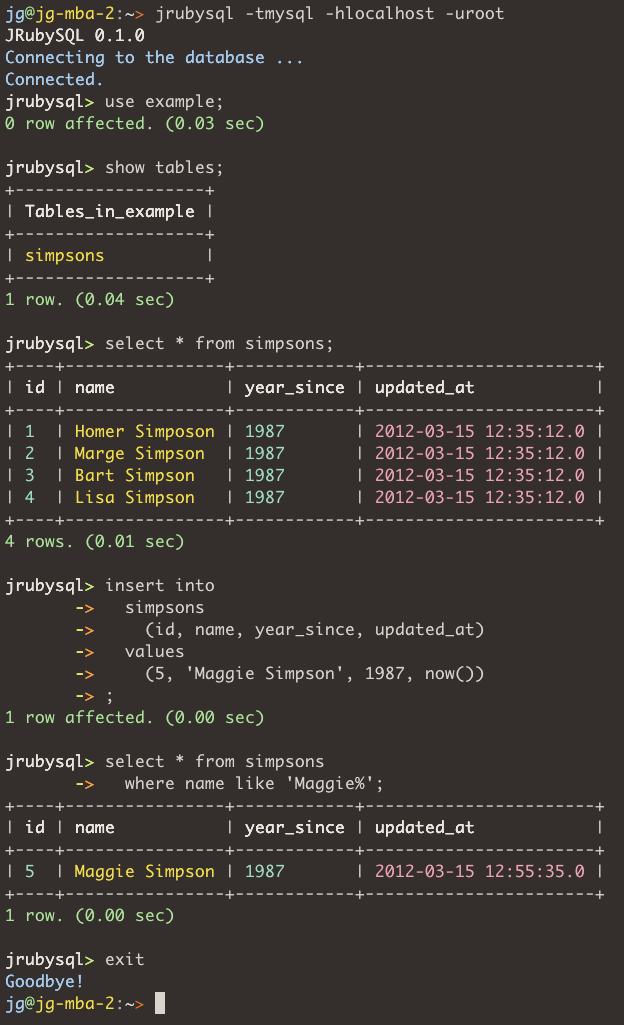 jg@jg-mba-2:~> jrubysql -tmysql -hlocalhost -uroot
JRubySQL 0.1.0
Connecting to the database ...
Connected.
jrubysql> use example;
0 row affected. (0.03 sec)

jrubysql> show tables;
+-------------------+
| Tables_in_example |
+-------------------+
| simpsons          |
+-------------------+
1 row. (0.04 sec)

jrubysql> select * from simpsons;
+----+----------------+------------+-----------------------+
| id | name           | year_since | updated_at            |
+----+----------------+------------+-----------------------+
| 1  | Homer Simposon | 1987       | 2012-03-15 12:35:12.0 |
| 2  | Marge Simpson  | 1987       | 2012-03-15 12:35:12.0 |
| 3  | Bart Simpson   | 1987       | 2012-03-15 12:35:12.0 |
| 4  | Lisa Simpson   | 1987       | 2012-03-15 12:35:12.0 |
+----+----------------+------------+-----------------------+
4 rows. (0.01 sec)

jrubysql> insert into
       ->   simpsons
       ->     (id, name, year_since, updated_at)
       ->   values
       ->     (5, 'Maggie Simpson', 1987, now())
       -> ;
1 row affected. (0.00 sec)

jrubysql> select * from simpsons
       ->   where name like 'Maggie%';
+----+----------------+------------+-----------------------+
| id | name           | year_since | updated_at            |
+----+----------------+------------+-----------------------+
| 5  | Maggie Simpson | 1987       | 2012-03-15 12:55:35.0 |
+----+----------------+------------+-----------------------+
1 row. (0.00 sec)

jrubysql> exit
Goodbye!
jg@jg-mba-2:~>